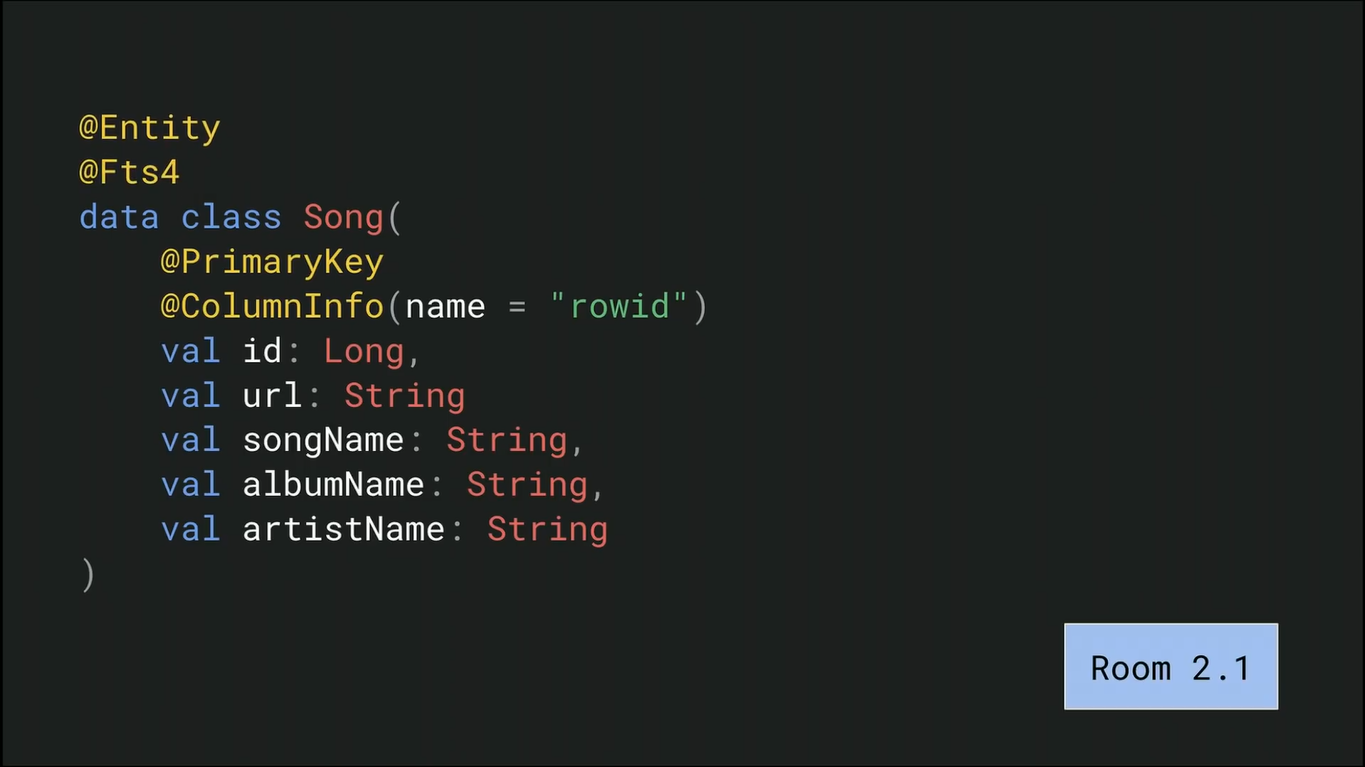 @Entity
@Fts4
data class Song(
    @PrimaryKey
    @ColumnInfo(name = "rowid")
    val id: Long,
    val url: String
    val songName: String,
    val albumName: String,
    val artistName: String
)
Room 2.1